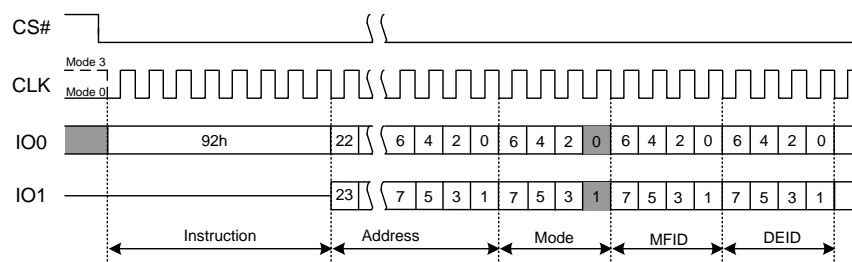 CS#
Mode 3
CLK
Mode 0
IO0 92h 22 6 4 2 0 6 4 2 0 6 4 2 0 6 4 2 0
IO1 23 7 5 3 1 7 5 3 1 7 5 3 1 7 5 3 1
Instruction Address Mode MFID DEID